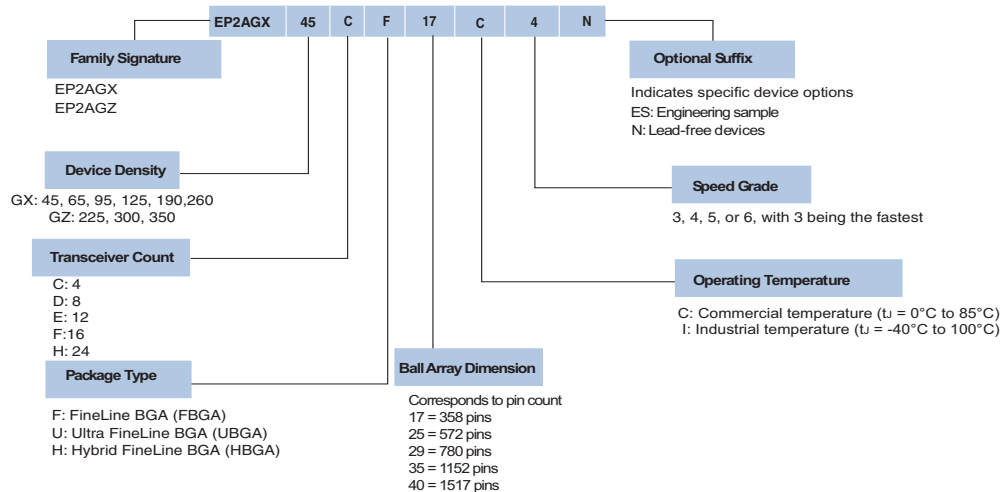 EP2AGX 45 C F 17 C 4 N
Family Signature
EP2AGX
EP2AGZ
Optional Suffix
Indicates specific device options
ES: Engineering sample
N: Lead-free devices
Device Density
GX: 45, 65, 95, 125, 190,260
GZ: 225, 300, 350
Speed Grade
3, 4, 5, or 6, with 3 being the fastest
Transceiver Count
C: 4
D: 8
E: 12
F:16
H: 24
Operating Temperature
C: Commercial temperature (tJ = 0°C to 85°C)
I: Industrial temperature (tJ = -40°C to 100°C)
Package Type
F: FineLine BGA (FBGA)
U: Ultra FineLine BGA (UBGA)
H: Hybrid FineLine BGA (HBGA)
Ball Array Dimension
Corresponds to pin count
17 = 358 pins
25 = 572 pins
29 = 780 pins
35 = 1152 pins
40 = 1517 pins